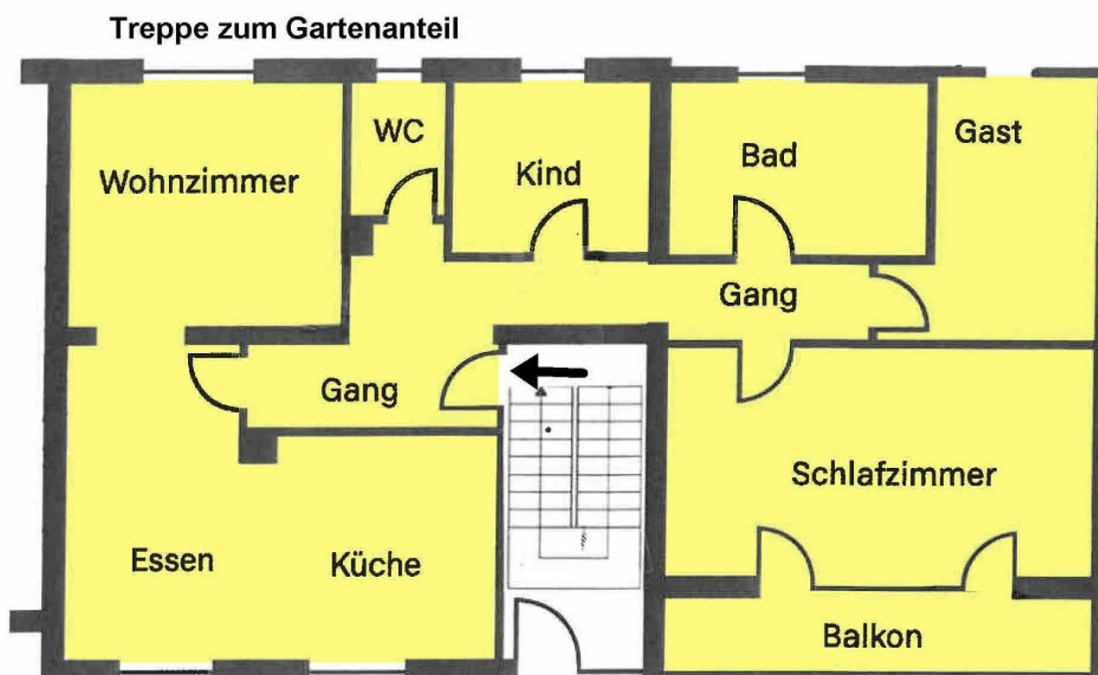 Treppe zum Gartenanteil
WC
Gast
Wohnzimmer
Kind
Bad
Gang
Gang
Schlafzimmer
Essen
Küche
Balkon